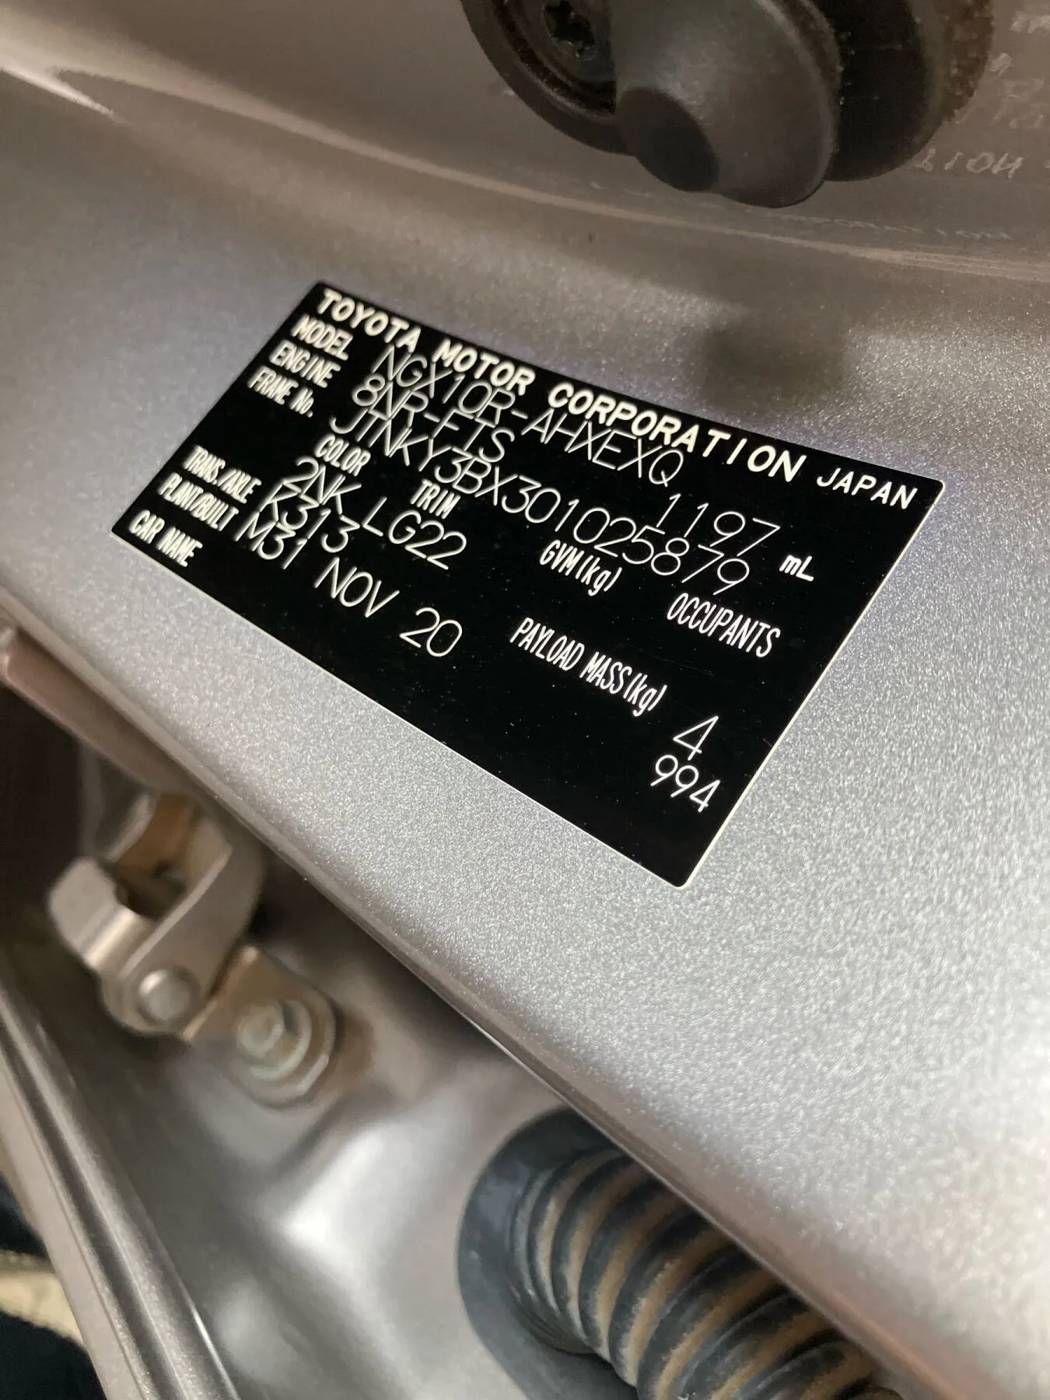 TOYOTA MOTOR CORPORATION JAPAN
MODEL NGX10R-AHXEXQ
ENGINE 8NR-FTS 1197 mL
FRAME No. JTNKY3BX301025879
COLOR TRIM GVM(kg) OCCUPANTS
2NK LG22
TRANS./AXLE K313 PAYLOAD MASS(kg) 4
PLANT/BUILT M31 NOV 20 994
CAR NAME